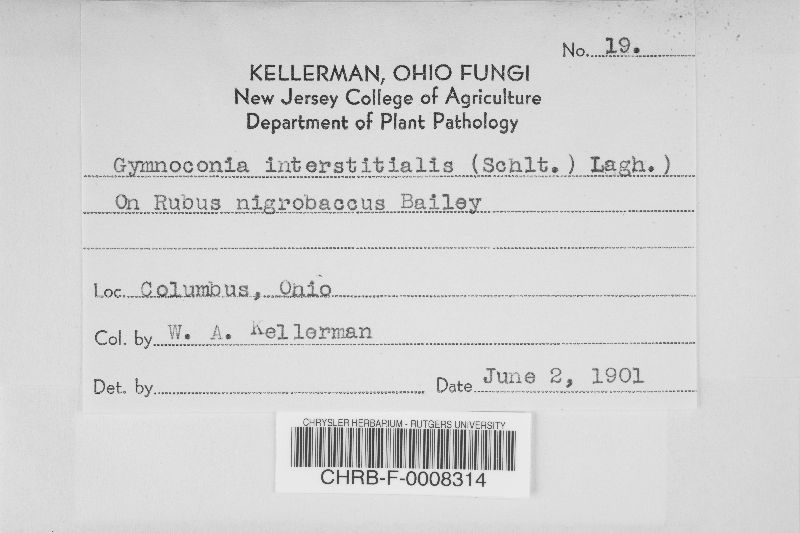 No. 19.
KELLERMAN, OHIO FUNGI
New Jersey College of Agriculture
Department of Plant Pathology
Gymnoconia interstitialis (Schlt.) Lagh.)
On Rubus nigrobaccus Bailey
Loc. Columbus, Ohio
Col. by W. A. Kellerman
Det. by
Date June 2, 1901
CHRYSLER HERBARIUM - RUTGERS UNIVERSITY
CHRB-F-0008314